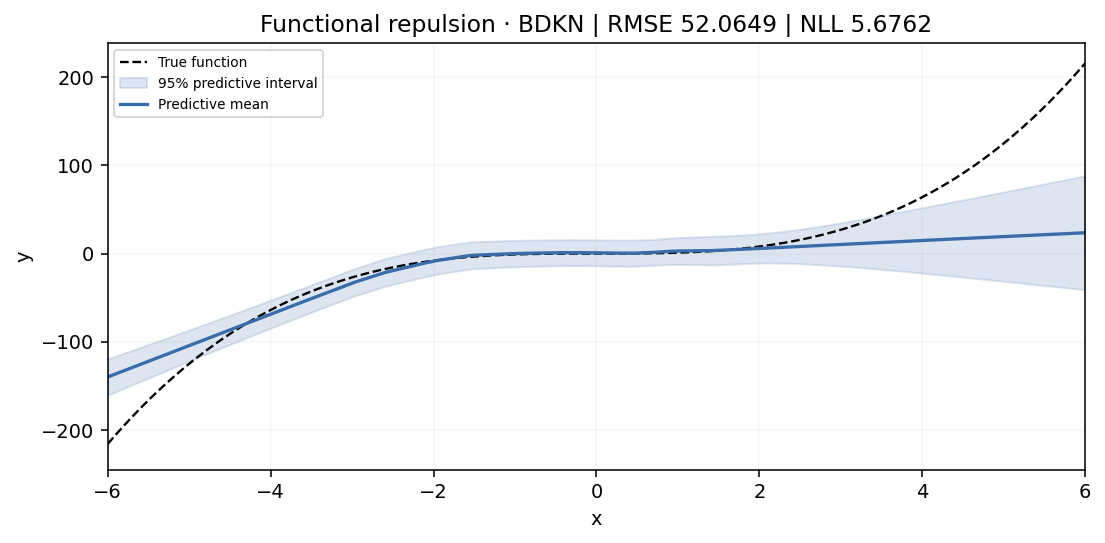 Functional repulsion · BDKN | RMSE 52.0649 | NLL 5.6762
True function
95% predictive interval
Predictive mean
200
100
0
−100
−200
y
−6 −4 −2 0 2 4 6
x